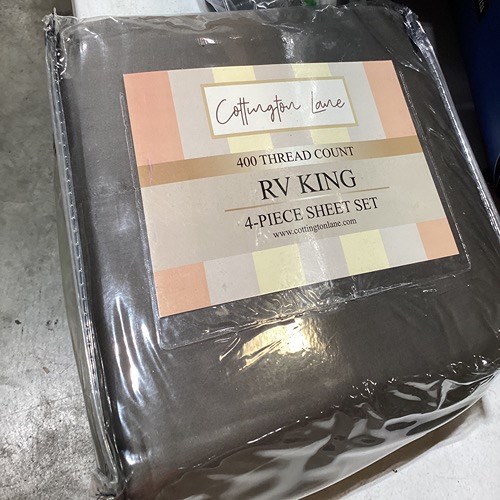 Cottington Lane
400 THREAD COUNT
RV KING
4-PIECE SHEET SET
www.cottingtonlane.com